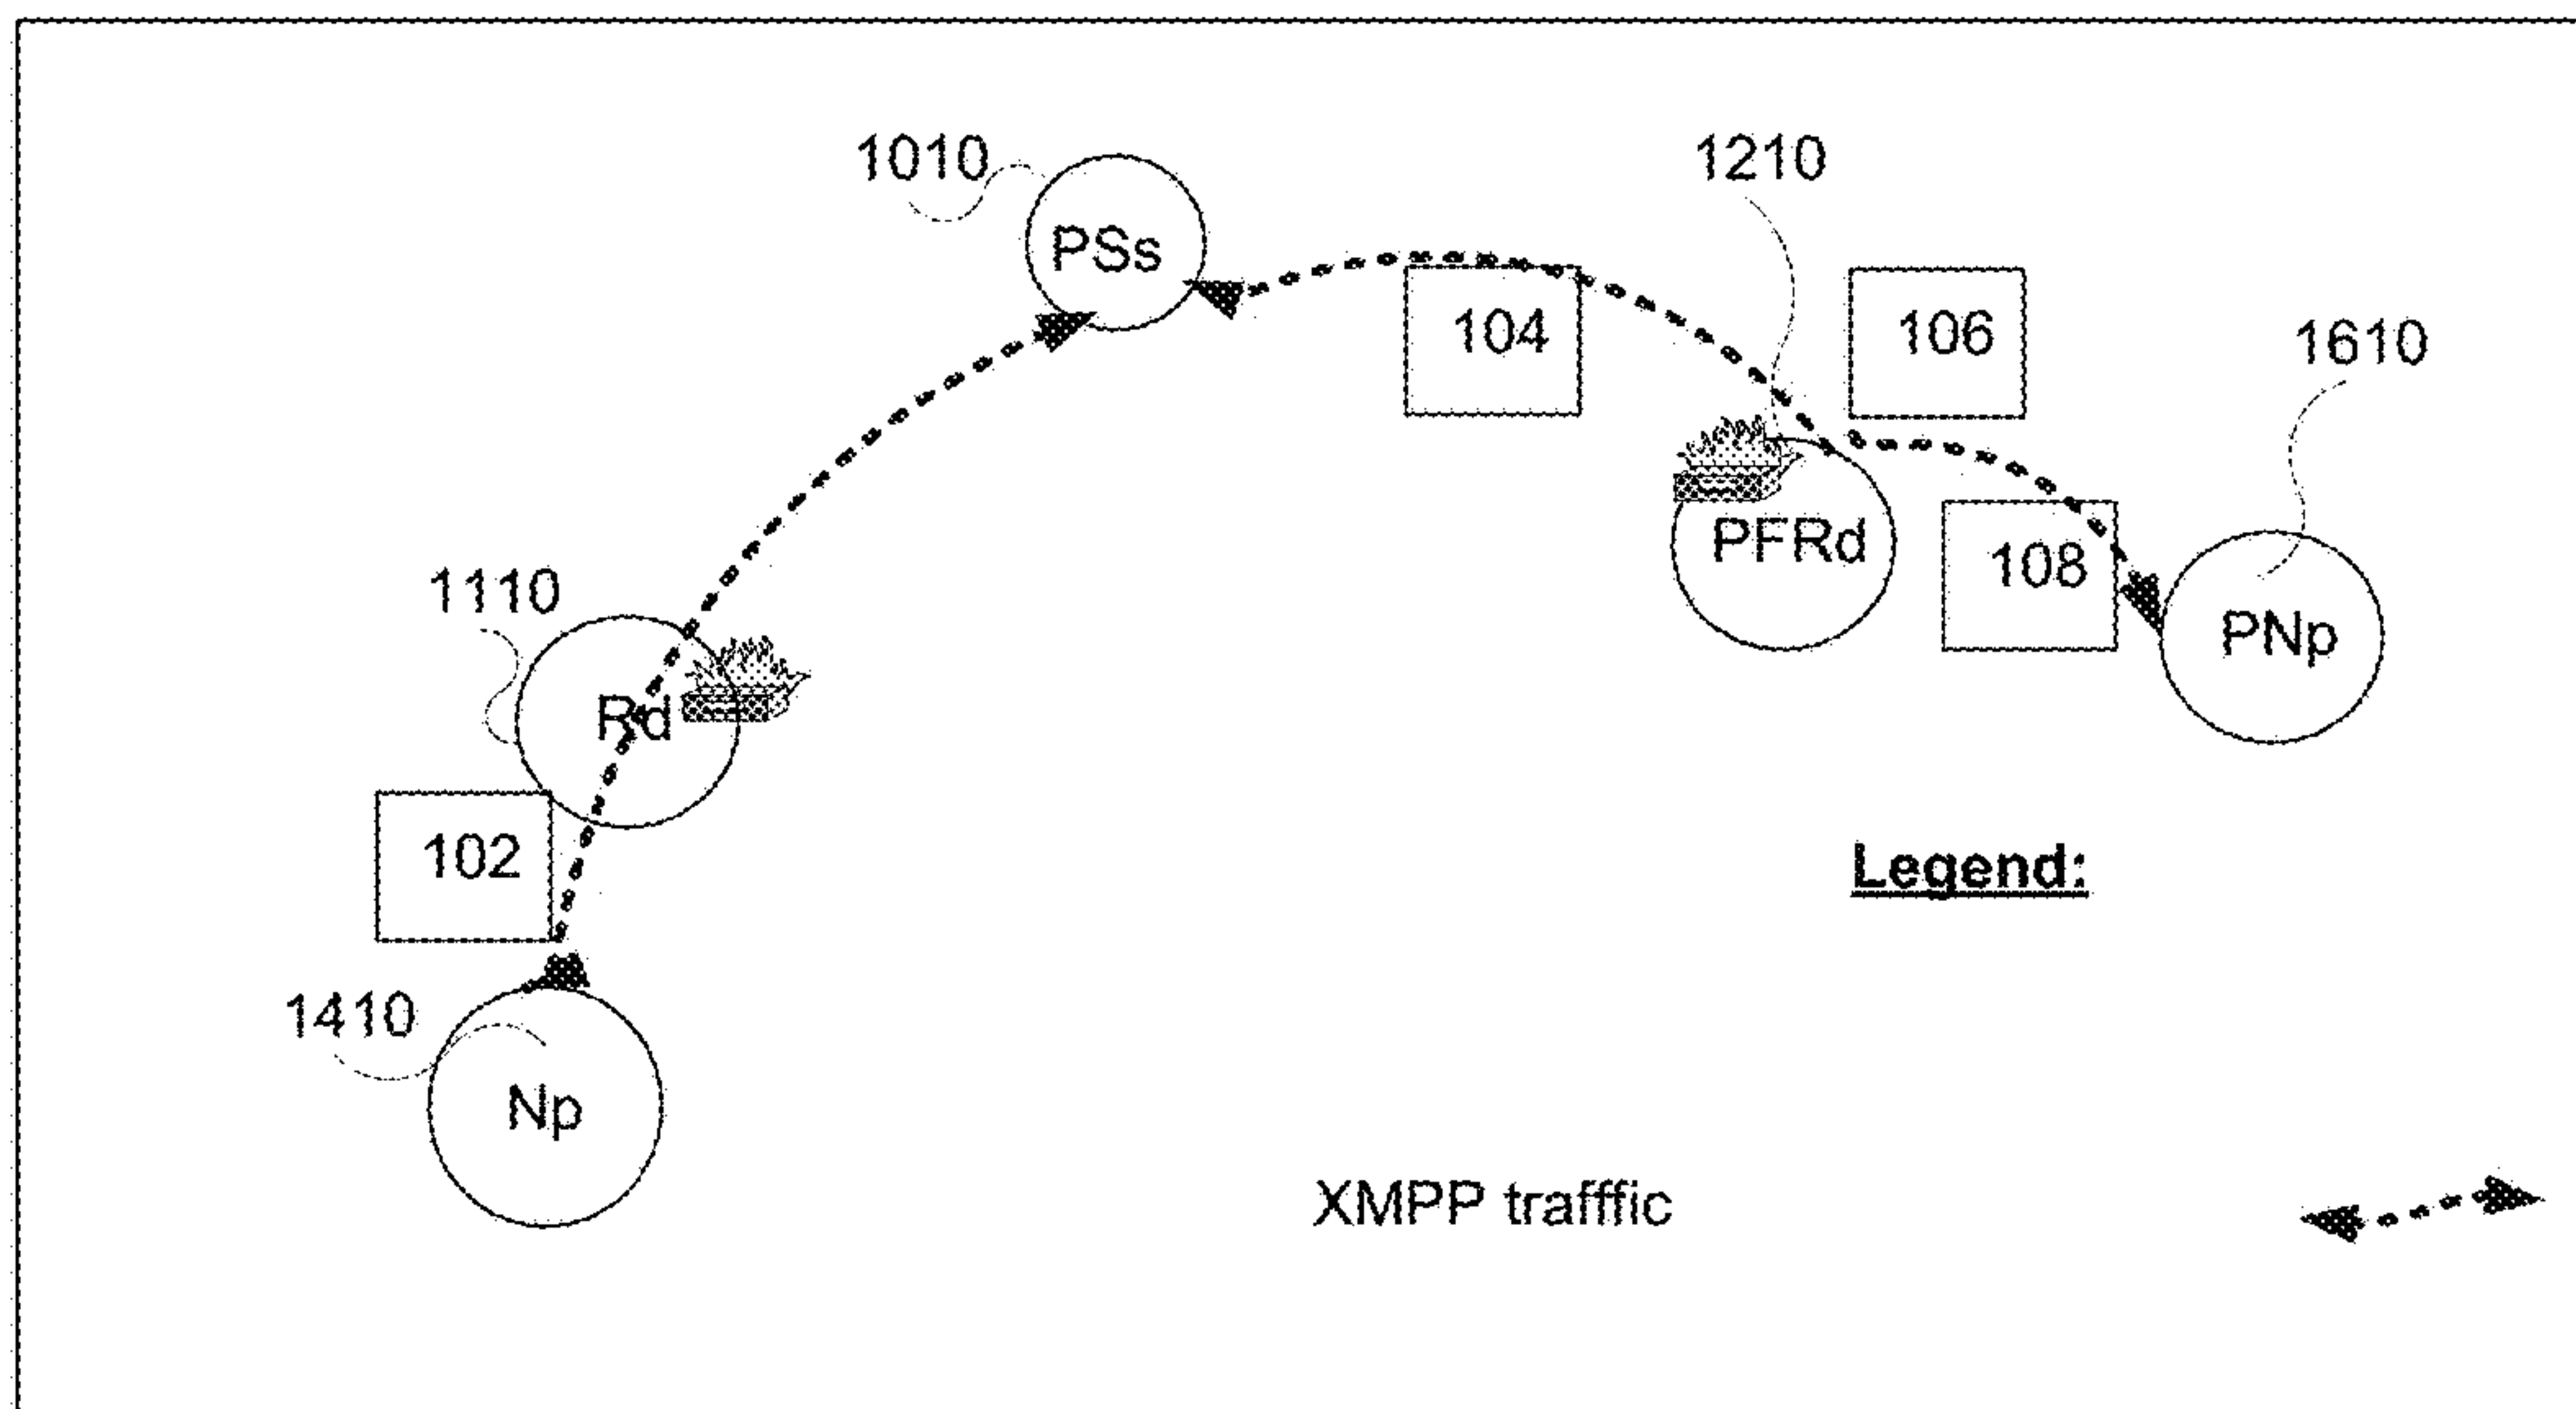 1010
1210
PSs
104
106
1610
PFRd
108
PNp
1110
Rd
102
Legend:
1410
Np
XMPP trafffic